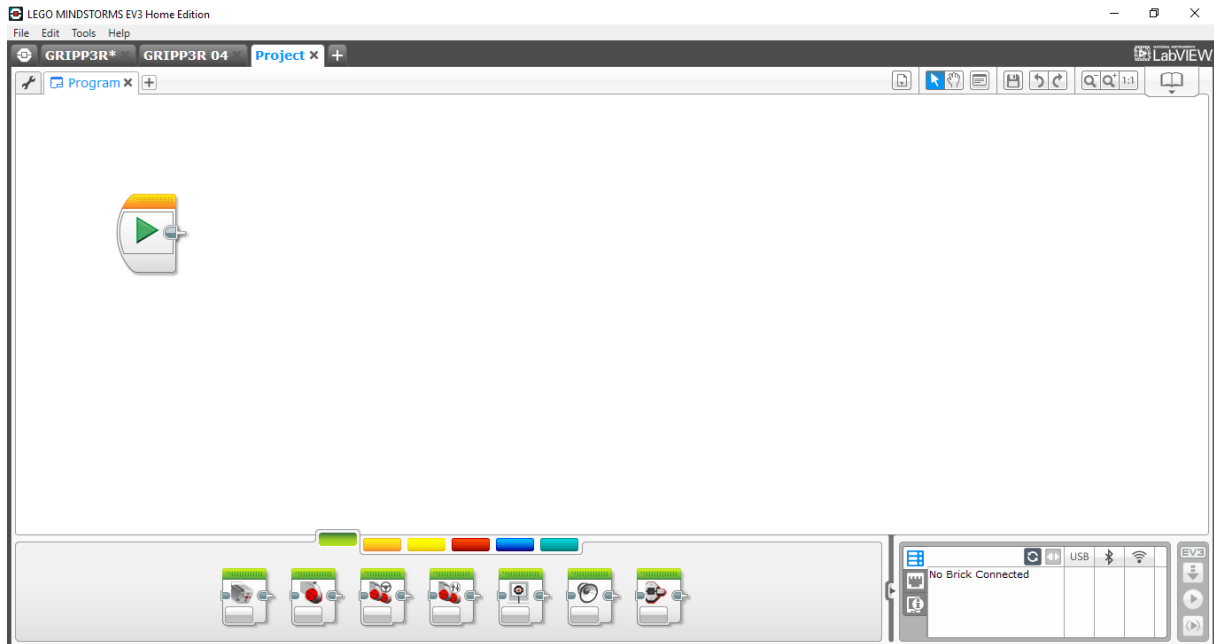 LEGO MINDSTORMS EV3 Home Edition
File Edit Tools Help
GRIPP3R* GRIPP3R 04 Project
LabVIEW
Program
1:1
USB
EV3
No Brick Connected